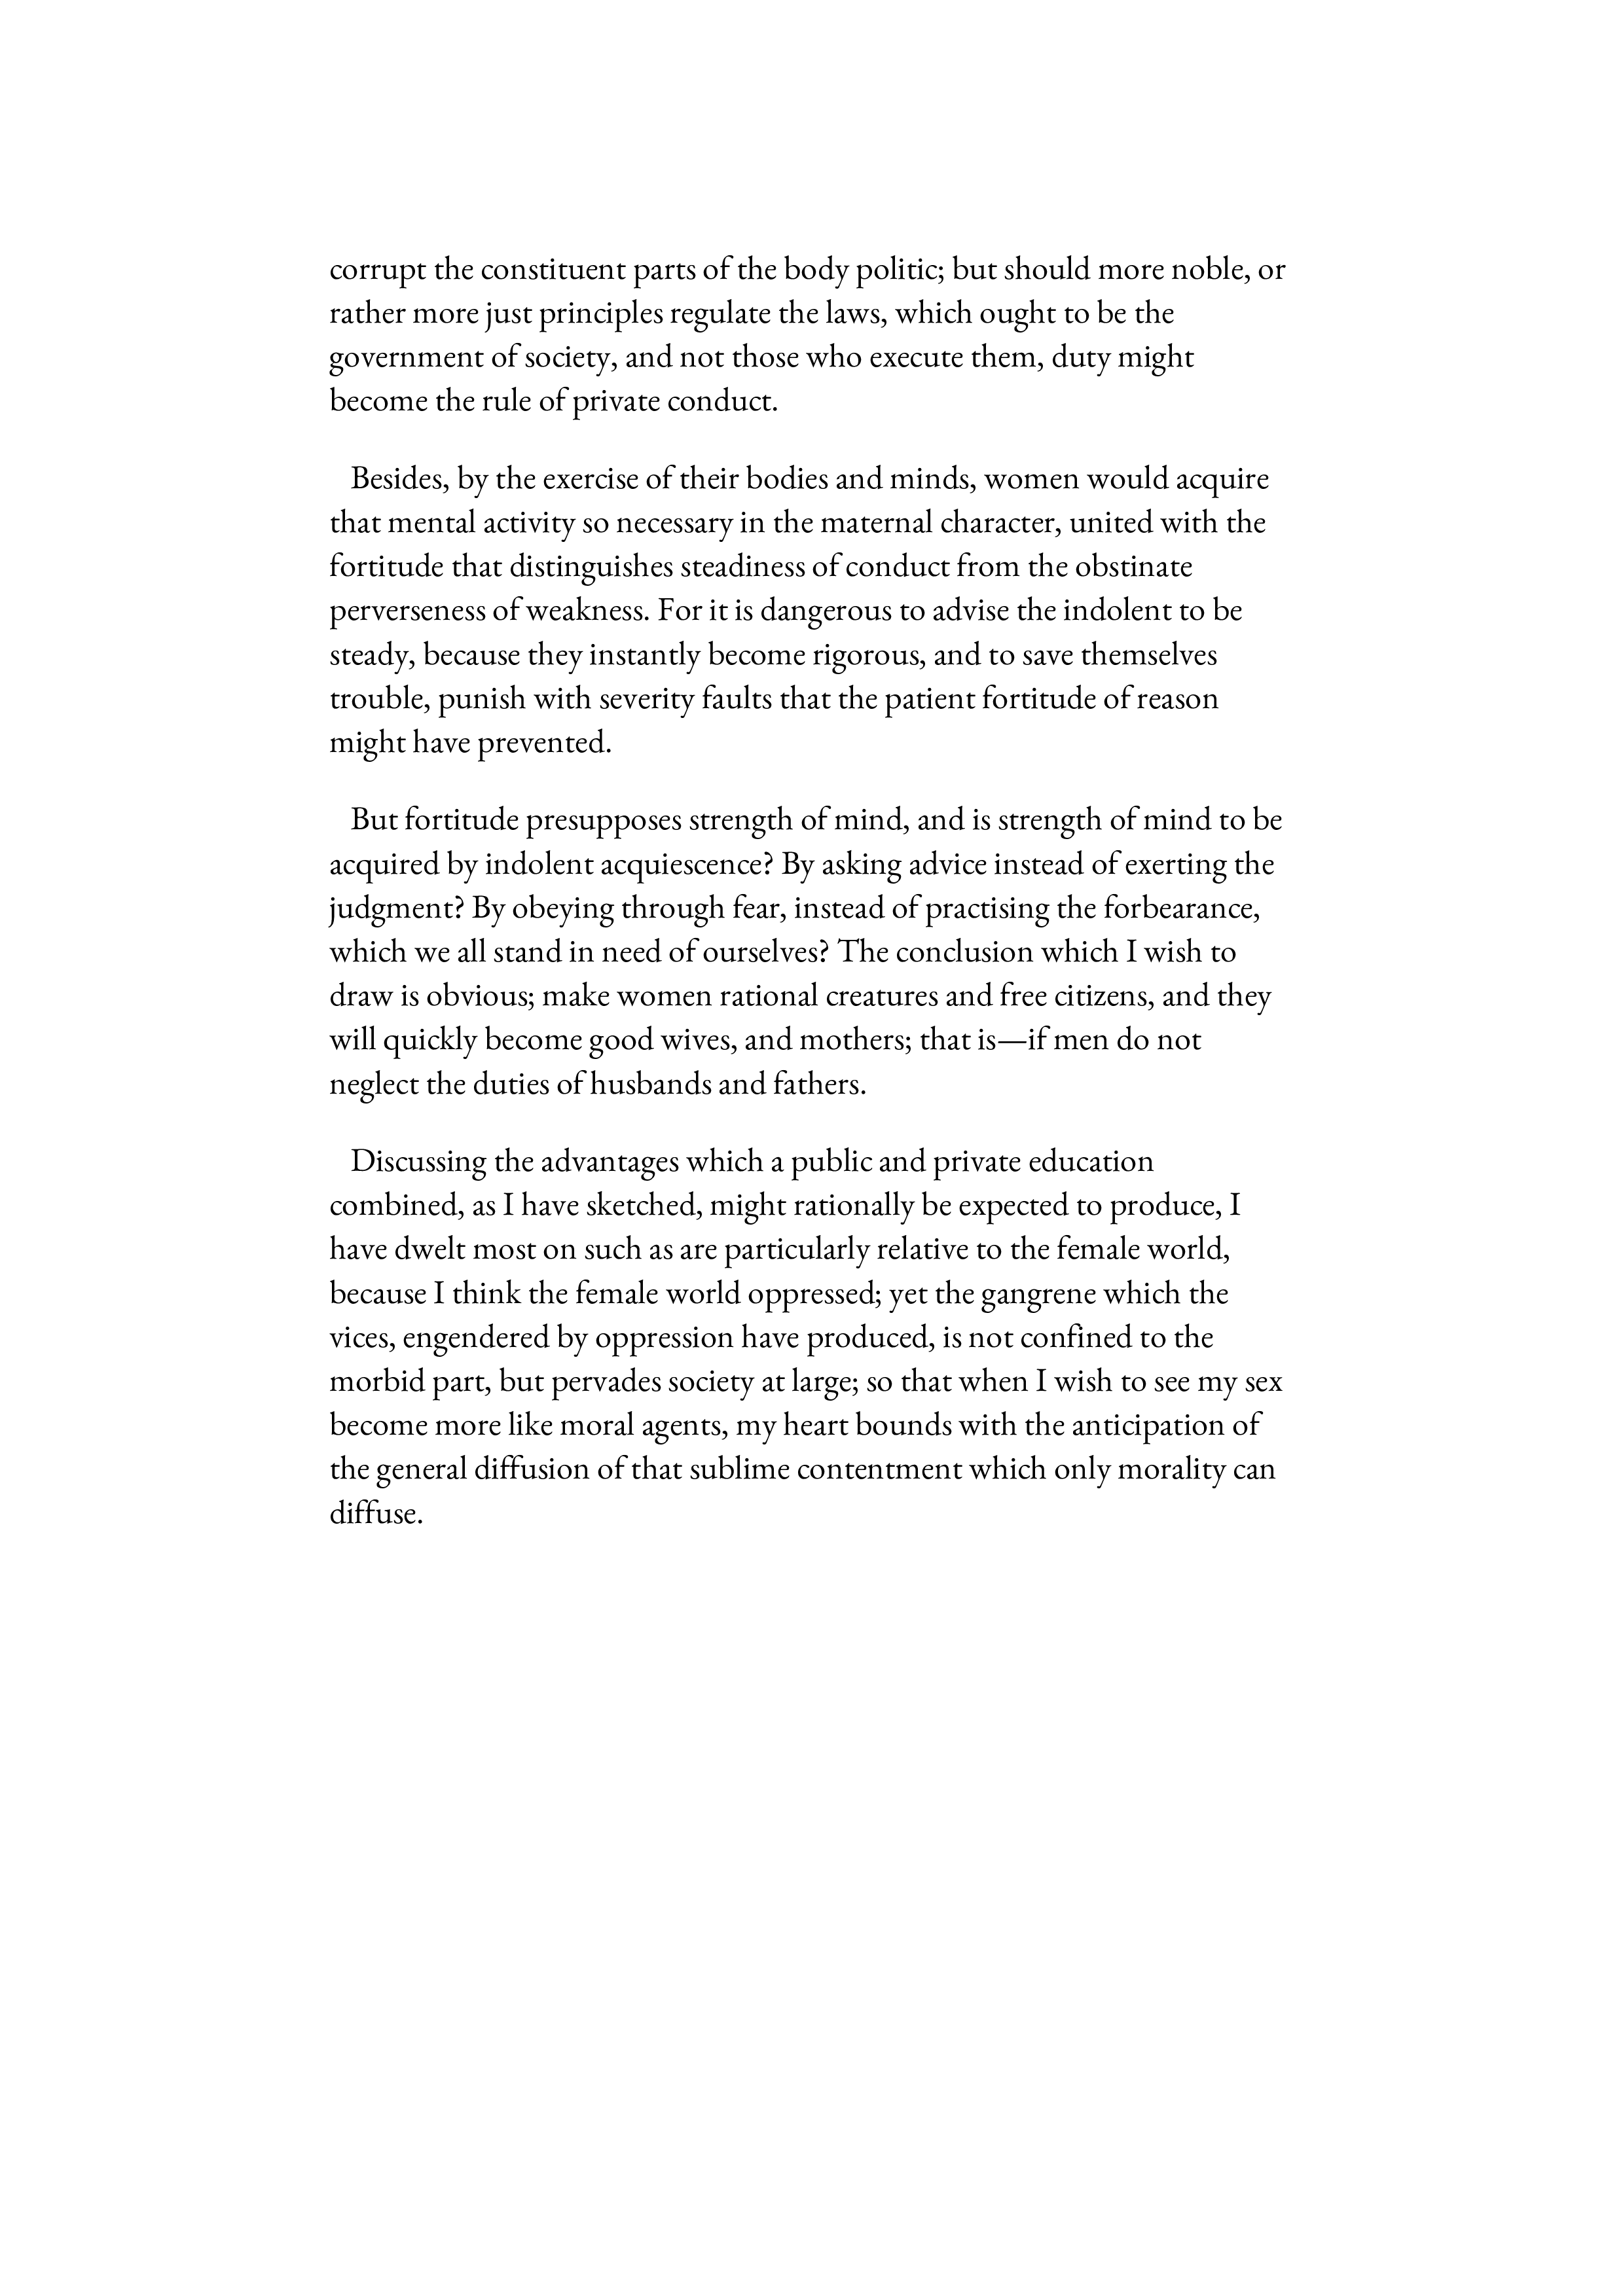 corrupt the constituent parts of the body politic; but should more noble, or
rather more just principles regulate the laws, which ought to be the
government of society, and not those who execute them, duty might
become the rule of private conduct.
Besides, by the exercise of their bodies and minds, women would acquire
that mental activity so necessary in the maternal character, united with the
fortitude that distinguishes steadiness of conduct from the obstinate
perverseness of weakness. For it is dangerous to advise the indolent to be
steady, because they instantly become rigorous, and to save themselves
trouble, punish with severity faults that the patient fortitude of reason
might have prevented.
But fortitude presupposes strength of mind, and is strength of mind to be
acquired by indolent acquiescence? By asking advice instead of exerting the
judgment? By obeying through fear, instead of practising the forbearance,
which we all stand in need of ourselves? The conclusion which I wish to
draw is obvious; make women rational creatures and free citizens, and they
will quickly become good wives, and mothers; that is—if men do not
neglect the duties of husbands and fathers.
Discussing the advantages which a public and private education
combined, as I have sketched, might rationally be expected to produce, I
have dwelt most on such as are particularly relative to the female world,
because I think the female world oppressed; yet the gangrene which the
vices, engendered by oppression have produced, is not confined to the
morbid part, but pervades society at large; so that when I wish to see my sex
become more like moral agents, my heart bounds with the anticipation of
the general diffusion of that sublime contentment which only morality can
diffuse.